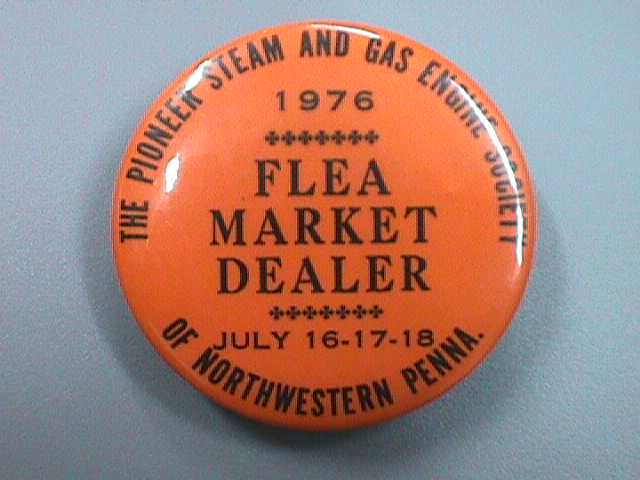 THE PIONEER STEAM AND GAS ENGINE SOCIETY
1976
FLEA
MARKET
DEALER
JULY 16-17-18
OF NORTHWESTERN PENNA.